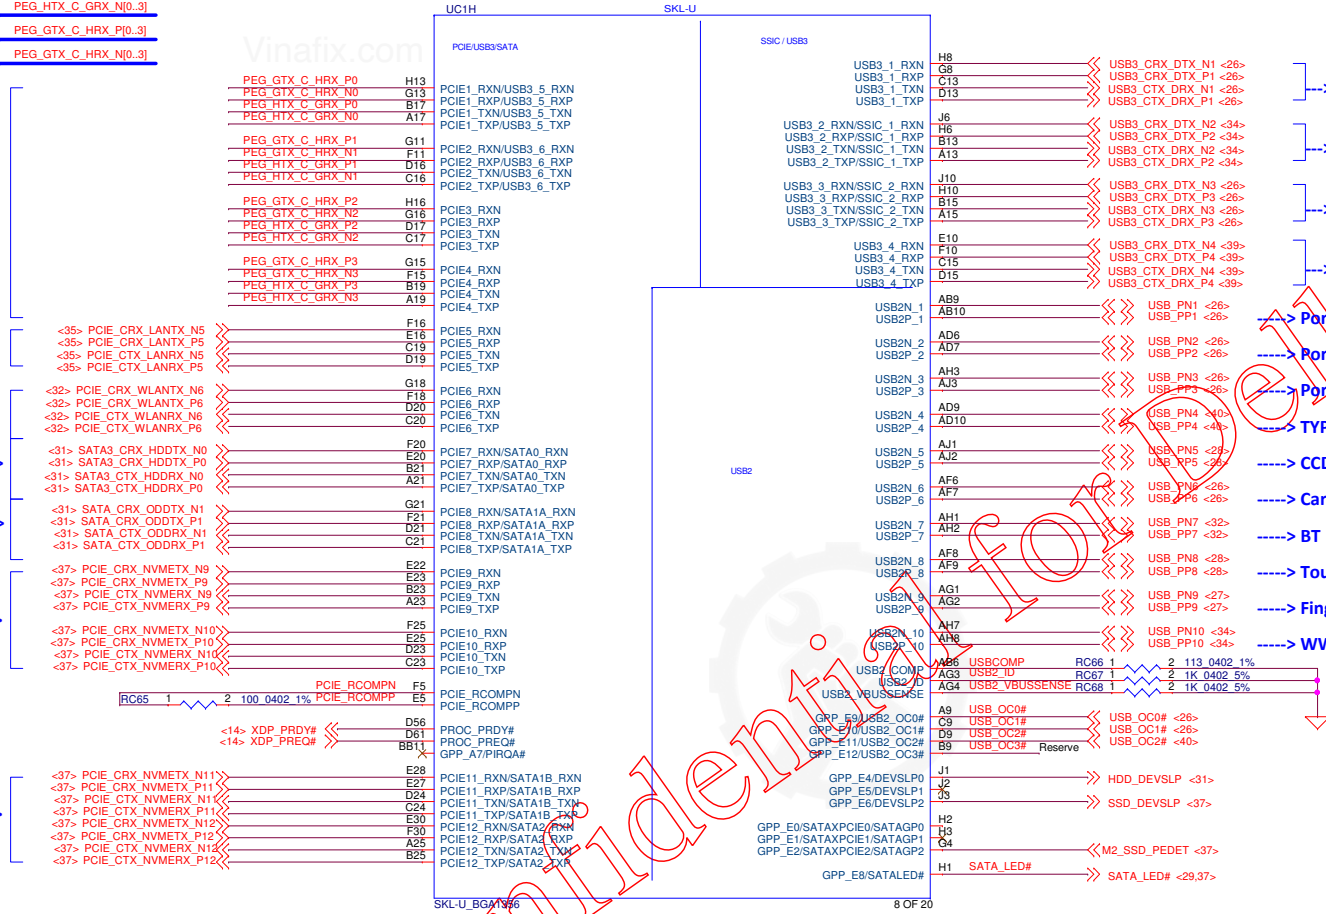 PEG_HTX_C_GRX_N[0..3]
PEG_GTX_C_HRX_P[0..3]
PEG_GTX_C_HRX_N[0..3]
Vinafix.com
UC1H
SKL-U
PCIE/USB3/SATA
SSIC / USB3
USB2
PEG_GTX_C_HRX_P0 H13 PCIE1_RXN/USB3_5_RXN
PEG_GTX_C_HRX_N0 G13 PCIE1_RXP/USB3_5_RXP
PEG_HTX_C_GRX_P0 B17 PCIE1_TXN/USB3_5_TXN
PEG_HTX_C_GRX_N0 A17 PCIE1_TXP/USB3_5_TXP
PEG_GTX_C_HRX_P1 G11 PCIE2_RXN/USB3_6_RXN
PEG_GTX_C_HRX_N1 F11 PCIE2_RXP/USB3_6_RXP
PEG_HTX_C_GRX_P1 D16 PCIE2_TXN/USB3_6_TXN
PEG_HTX_C_GRX_N1 C16 PCIE2_TXP/USB3_6_TXP
PEG_GTX_C_HRX_P2 H16 PCIE3_RXN
PEG_GTX_C_HRX_N2 G16 PCIE3_RXP
PEG_HTX_C_GRX_P2 D17 PCIE3_TXN
PEG_HTX_C_GRX_N2 C17 PCIE3_TXP
PEG_GTX_C_HRX_P3 G15 PCIE4_RXN
PEG_GTX_C_HRX_N3 F15 PCIE4_RXP
PEG_HTX_C_GRX_P3 B19 PCIE4_TXN
PEG_HTX_C_GRX_N3 A19 PCIE4_TXP
<35> PCIE_CRX_LANTX_N5 F16 PCIE5_RXN
<35> PCIE_CRX_LANTX_P5 E16 PCIE5_RXP
<35> PCIE_CTX_LANRX_N5 C19 PCIE5_TXN
<35> PCIE_CTX_LANRX_P5 D19 PCIE5_TXP
<32> PCIE_CRX_WLANTX_N6 G18 PCIE6_RXN
<32> PCIE_CRX_WLANTX_P6 F18 PCIE6_RXP
<32> PCIE_CTX_WLANRX_N6 D20 PCIE6_TXN
<32> PCIE_CTX_WLANRX_P6 C20 PCIE6_TXP
<31> SATA3_CRX_HDDTX_N0 F20 PCIE7_RXN/SATA0_RXN
<31> SATA3_CRX_HDDTX_P0 E20 PCIE7_RXP/SATA0_RXP
<31> SATA3_CTX_HDDRX_N0 B21 PCIE7_TXN/SATA0_TXN
<31> SATA3_CTX_HDDRX_P0 A21 PCIE7_TXP/SATA0_TXP
<31> SATA_CRX_ODDTX_N1 G21 PCIE8_RXN/SATA1A_RXN
<31> SATA_CRX_ODDTX_P1 F21 PCIE8_RXP/SATA1A_RXP
<31> SATA_CTX_ODDRX_N1 D21 PCIE8_TXN/SATA1A_TXN
<31> SATA_CTX_ODDRX_P1 C21 PCIE8_TXP/SATA1A_TXP
<37> PCIE_CRX_NVMETX_N9 E22 PCIE9_RXN
<37> PCIE_CRX_NVMETX_P9 E23 PCIE9_RXP
<37> PCIE_CTX_NVMERX_N9 B23 PCIE9_TXN
<37> PCIE_CTX_NVMERX_P9 A23 PCIE9_TXP
<37> PCIE_CRX_NVMETX_N10 F25 PCIE10_RXN
<37> PCIE_CRX_NVMETX_P10 E25 PCIE10_RXP
<37> PCIE_CTX_NVMERX_N10 D23 PCIE10_TXN
<37> PCIE_CTX_NVMERX_P10 C23 PCIE10_TXP
PCIE_RCOMPN F5 PCIE_RCOMPN
RC65 1 2 100_0402_1% PCIE_RCOMPP E5 PCIE_RCOMPP
<14> XDP_PRDY# D56 PROC_PRDY#
<14> XDP_PREQ# D61 PROC_PREQ#
BB11 GPP_A7/PIRQA#
<37> PCIE_CRX_NVMETX_N11 E28 PCIE11_RXN/SATA1B_RXN
<37> PCIE_CRX_NVMETX_P11 E27 PCIE11_RXP/SATA1B_RXP
<37> PCIE_CTX_NVMERX_N11 D24 PCIE11_TXN/SATA1B_TXN
<37> PCIE_CTX_NVMERX_P11 C24 PCIE11_TXP/SATA1B_TXP
<37> PCIE_CRX_NVMETX_N12 E30 PCIE12_RXN/SATA2_RXN
<37> PCIE_CRX_NVMETX_P12 F30 PCIE12_RXP/SATA2_RXP
<37> PCIE_CTX_NVMERX_N12 A25 PCIE12_TXN/SATA2_TXN
<37> PCIE_CTX_NVMERX_P12 B25 PCIE12_TXP/SATA2_TXP
USB3_1_RXN H8 USB3_CRX_DTX_N1 <26>
USB3_1_RXP G8 USB3_CRX_DTX_P1 <26>
USB3_1_TXN C13 USB3_CTX_DRX_N1 <26>
USB3_1_TXP D13 USB3_CTX_DRX_P1 <26>
USB3_2_RXN/SSIC_1_RXN J6 USB3_CRX_DTX_N2 <34>
USB3_2_RXP/SSIC_1_RXP H6 USB3_CRX_DTX_P2 <34>
USB3_2_TXN/SSIC_1_TXN B13 USB3_CTX_DRX_N2 <34>
USB3_2_TXP/SSIC_1_TXP A13 USB3_CTX_DRX_P2 <34>
USB3_3_RXN/SSIC_2_RXN J10 USB3_CRX_DTX_N3 <26>
USB3_3_RXP/SSIC_2_RXP H10 USB3_CRX_DTX_P3 <26>
USB3_3_TXN/SSIC_2_TXN B15 USB3_CTX_DRX_N3 <26>
USB3_3_TXP/SSIC_2_TXP A15 USB3_CTX_DRX_P3 <26>
USB3_4_RXN E10 USB3_CRX_DTX_N4 <39>
USB3_4_RXP F10 USB3_CRX_DTX_P4 <39>
USB3_4_TXN C15 USB3_CTX_DRX_N4 <39>
USB3_4_TXP D15 USB3_CTX_DRX_P4 <39>
USB2N_1 AB9 USB_PN1 <26>
USB2P_1 AB10 USB_PP1 <26> -----> Por
USB2N_2 AD6 USB_PN2 <26>
USB2P_2 AD7 USB_PP2 <26> -----> Por
USB2N_3 AH3 USB_PN3 <26>
USB2P_3 AJ3 USB_PP3 <26> -----> Por
USB2N_4 AD9 USB_PN4 <40>
USB2P_4 AD10 USB_PP4 <40> -----> TYP
USB2N_5 AJ1 USB_PN5 <28>
USB2P_5 AJ2 USB_PP5 <28> -----> CCD
USB2N_6 AF6 USB_PN6 <26>
USB2P_6 AF7 USB_PP6 <26> -----> Car
USB2N_7 AH1 USB_PN7 <32>
USB2P_7 AH2 USB_PP7 <32> -----> BT
USB2N_8 AF8 USB_PN8 <28>
USB2P_8 AF9 USB_PP8 <28> -----> Tou
USB2N_9 AG1 USB_PN9 <27>
USB2P_9 AG2 USB_PP9 <27> -----> Fing
USB2N_10 AH7 USB_PN10 <34>
USB2P_10 AH8 USB_PP10 <34> -----> WV
USB2_COMP AB6 USBCOMP RC66 1 2 113_0402_1%
USB2_ID AG3 USB2_ID RC67 1 2 1K_0402_5%
USB2_VBUSSENSE AG4 USB2_VBUSSENSE RC68 1 2 1K_0402_5%
GPP_E9/USB2_OC0# A9 USB_OC0# USB_OC0# <26>
GPP_E10/USB2_OC1# C9 USB_OC1# USB_OC1# <26>
GPP_E11/USB2_OC2# D9 USB_OC2# USB_OC2# <40>
GPP_E12/USB2_OC3# B9 USB_OC3# Reserve
GPP_E4/DEVSLP0 J1 HDD_DEVSLP <31>
GPP_E5/DEVSLP1 J2
GPP_E6/DEVSLP2 J3 SSD_DEVSLP <37>
GPP_E0/SATAXPCIE0/SATAGP0 H2
GPP_E1/SATAXPCIE1/SATAGP1 H3
GPP_E2/SATAXPCIE2/SATAGP2 G4 M2_SSD_PEDET <37>
GPP_E8/SATALED# H1 SATA_LED# SATA_LED# <29,37>
SKL-U_BGA1356
8 OF 20
nfidential for Dell